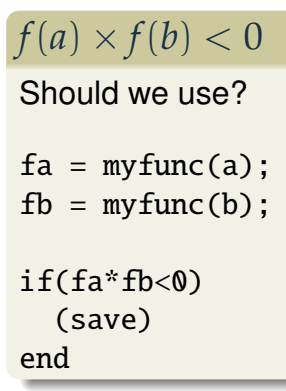 f(a) × f(b) < 0
Should we use?
fa = myfunc(a);
fb = myfunc(b);
if(fa*fb<0)
(save)
end